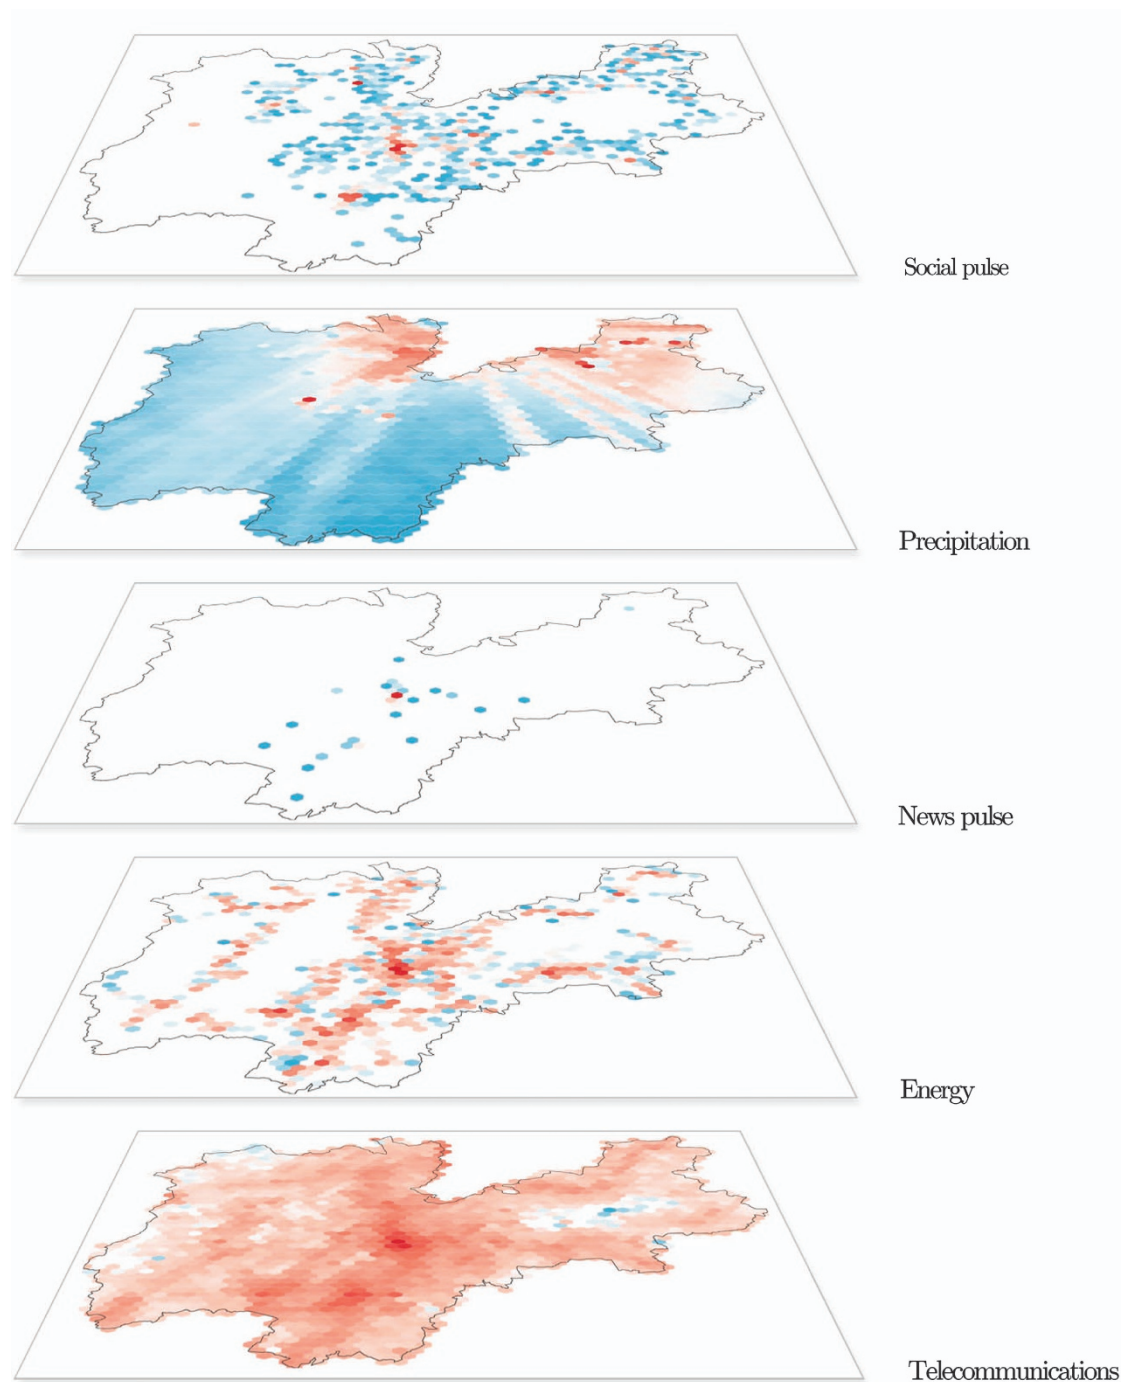 Social pulse
Precipitation
News pulse
Energy
Telecommunications